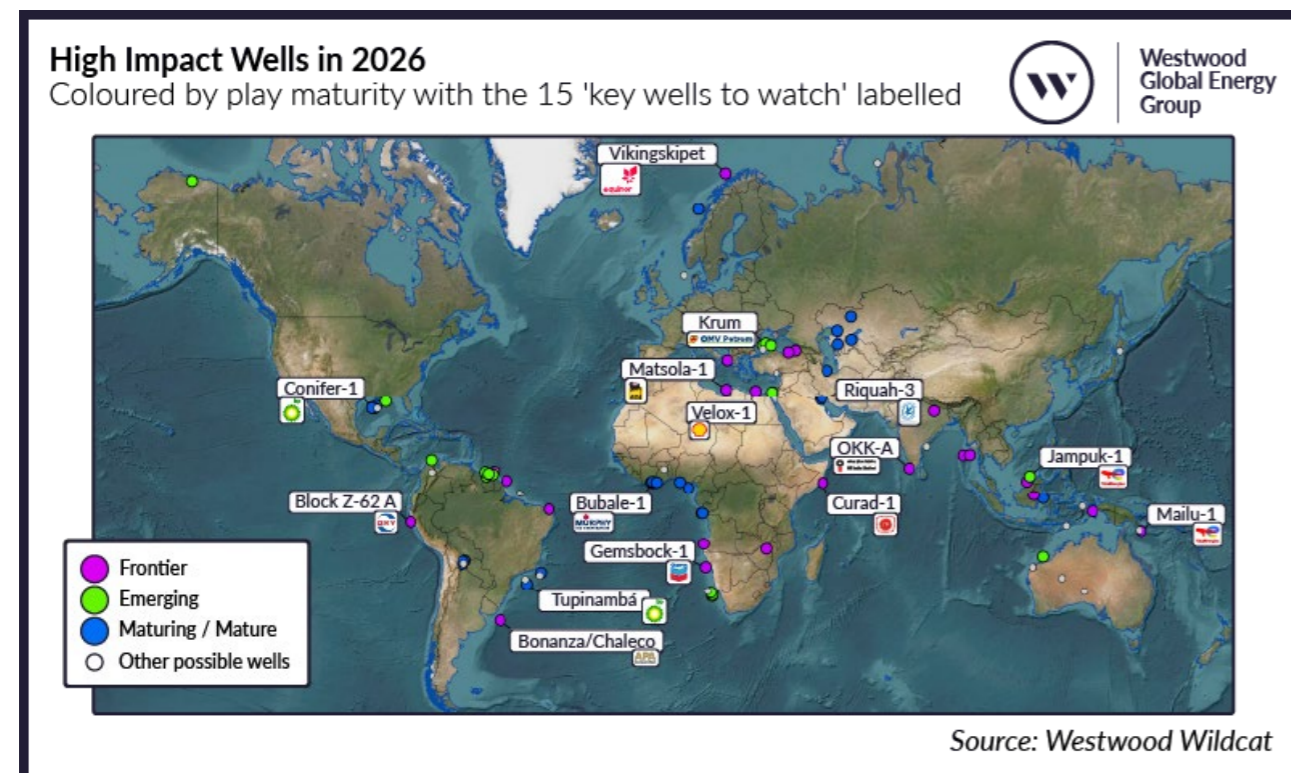 High Impact Wells in 2026
Coloured by play maturity with the 15 'key wells to watch' labelled
Westwood
Global Energy
Group
Vikingskipet
equinor
Krum
OMV Petrom
Matsola-1
Conifer-1
Riquah-3
Velox-1
OKK-A
Jampuk-1
Block Z-62 A
OXY
Bubale-1
MURPHY
Curad-1
Mailu-1
Gemsbock-1
Tupinambá
Bonanza/Chaleco
APA
Frontier
Emerging
Maturing / Mature
Other possible wells
Source: Westwood Wildcat